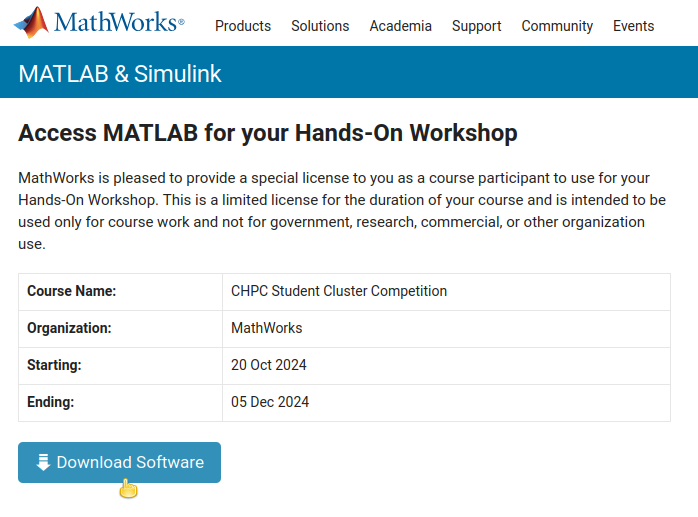 MathWorks®
Products Solutions Academia Support Community Events
MATLAB & Simulink
Access MATLAB for your Hands-On Workshop
MathWorks is pleased to provide a special license to you as a course participant to use for your
Hands-On Workshop. This is a limited license for the duration of your course and is intended to be
used only for course work and not for government, research, commercial, or other organization
use.
Course Name: CHPC Student Cluster Competition
Organization: MathWorks
Starting: 20 Oct 2024
Ending: 05 Dec 2024
Download Software